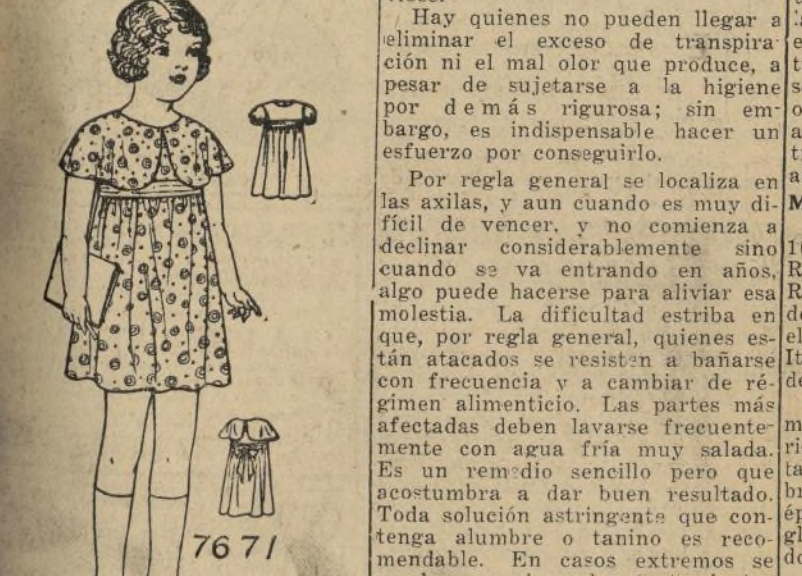 Hay quienes no pueden llegar a
eliminar el exceso de transpira-
ción ni el mal olor que produce, a
pesar de sujetarse a la higiene
por demás rigurosa; sin em-
bargo, es indispensable hacer un
esfuerzo por conseguirlo.
Por regla general se localiza en
las axilas, y aun cuando es muy di-
fícil de vencer, y no comienza a
declinar considerablemente sino
cuando se va entrando en años,
algo puede hacerse para aliviar esa
molestia. La dificultad estriba en
que, por regla general, quienes es-
tán atacados se resisten a bañarse
con frecuencia y a cambiar de ré-
gimen alimenticio. Las partes más
afectadas deben lavarse frecuente-
mente con agua fría muy salada.
Es un remedio sencillo pero que
acostumbra a dar buen resultado.
Toda solución astringente que con-
tenga alumbre o tanino es reco-
mendable. En casos extremos se
7671